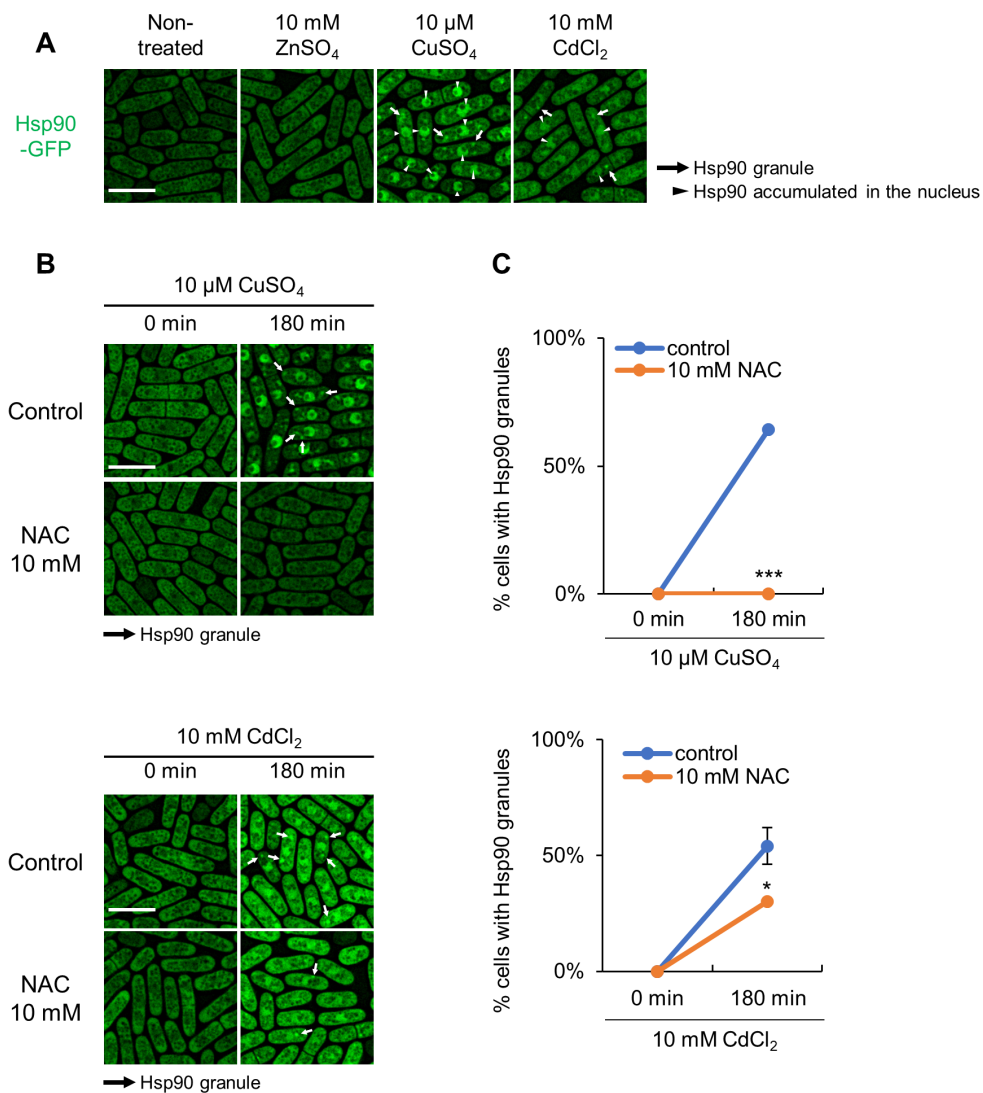 A
Non-
treated
10 mM
ZnSO₄
10 µM
CuSO₄
10 mM
CdCl₂
Hsp90
-GFP
Hsp90 granule
Hsp90 accumulated in the nucleus
B
10 µM CuSO₄
0 min 180 min
Control
NAC
10 mM
Hsp90 granule
10 mM CdCl₂
0 min 180 min
Control
NAC
10 mM
Hsp90 granule
C
% cells with Hsp90 granules
100%
50%
0%
control
10 mM NAC
***
0 min 180 min
10 µM CuSO₄
% cells with Hsp90 granules
100%
50%
0%
control
10 mM NAC
*
0 min 180 min
10 mM CdCl₂